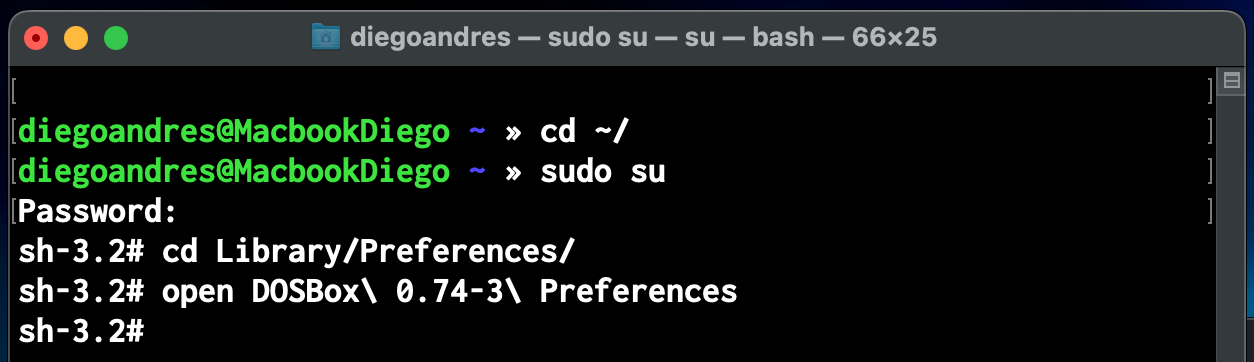 diegoandres — sudo su — su — bash — 66×25
[ ]
[diegoandres@MacbookDiego ~ » cd ~/ ]
[diegoandres@MacbookDiego ~ » sudo su ]
[Password: ]
sh-3.2# cd Library/Preferences/
sh-3.2# open DOSBox\ 0.74-3\ Preferences
sh-3.2#